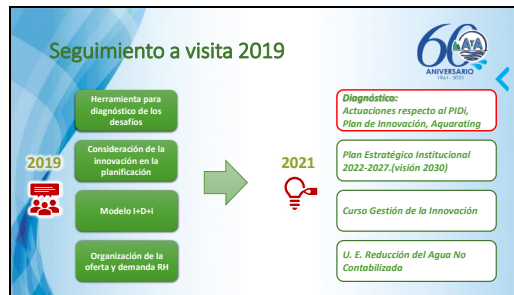 Seguimiento a visita 2019
60
AyA
ANIVERSARIO
1961-2021
2019
Herramienta para
diagnóstico de los
desafíos
Consideración de la
innovación en la
planificación
Modelo I+D+i
Organización de la
oferta y demanda RH
2021
Diagnóstico:
Actuaciones respecto al PIDi,
Plan de Innovación, Aquarating
Plan Estratégico Institucional
2022-2027.(visión 2030)
Curso Gestión de la Innovación
U. E. Reducción del Agua No
Contabilizada